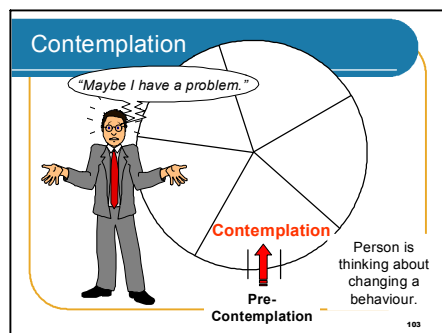 Contemplation
“Maybe I have a problem.”
Contemplation
Pre-
Contemplation
Person is
thinking about
changing a
behaviour.
103